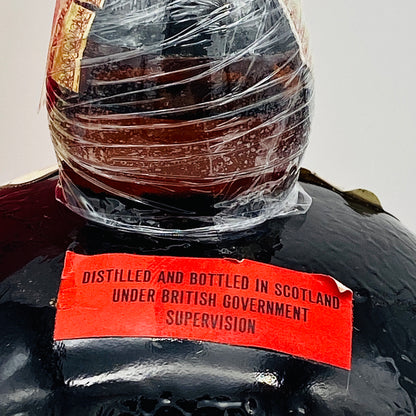 DISTILLED AND BOTTLED IN SCOTLAND
UNDER BRITISH GOVERNMENT
SUPERVISION